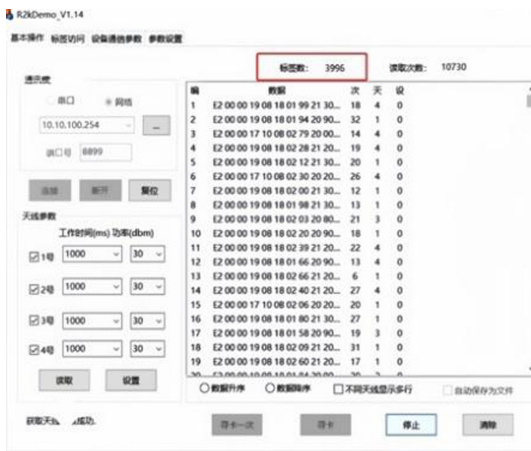 R2kDemo_V1.14
基本操作 标签访问 设备通信参数 参数设置
标签数: 3996 读取次数: 10730
串口 网络
10.10.100.254 ...
端口号 8899
连接 断开 复位
天线参数
工作时间(ms) 功率(dbm)
1号 1000 30
2号 1000 30
3号 1000 30
4号 1000 30
读取 设置
获取天 成功.
编 数据 次 天 设
1 E2 00 00 19 08 18 01 99 21 30... 18 4 0
2 E2 00 00 19 08 18 01 94 20 90... 32 1 0
3 E2 00 00 17 10 08 02 79 20 00... 14 4 0
4 E2 00 00 19 08 18 02 28 21 20... 19 4 0
5 E2 00 00 19 08 18 02 12 21 30... 20 1 0
6 E2 00 00 17 10 08 02 30 20 20... 26 4 0
7 E2 00 00 19 08 18 02 00 21 30... 12 1 0
8 E2 00 00 19 08 18 01 98 21 30... 13 1 0
9 E2 00 00 19 08 18 02 03 20 80... 21 3 0
10 E2 00 00 19 08 18 02 20 20 90... 18 1 0
11 E2 00 00 19 08 18 02 39 21 20... 22 4 0
12 E2 00 00 19 08 18 01 66 20 90... 13 4 0
13 E2 00 00 19 08 18 02 66 21 20... 6 1 0
14 E2 00 00 19 08 18 02 40 21 20... 27 4 0
15 E2 00 00 17 10 08 02 06 20 20... 20 1 0
16 E2 00 00 19 08 18 01 80 21 30... 27 1 0
17 E2 00 00 19 08 18 01 58 20 90... 19 3 0
18 E2 00 00 19 08 18 02 09 21 20... 31 1 0
19 E2 00 00 19 08 18 02 60 21 20... 17 1 0
数据升序 数据降序 不同天线显示多行 自动保存为文件
寻卡一次 寻卡 停止 清除